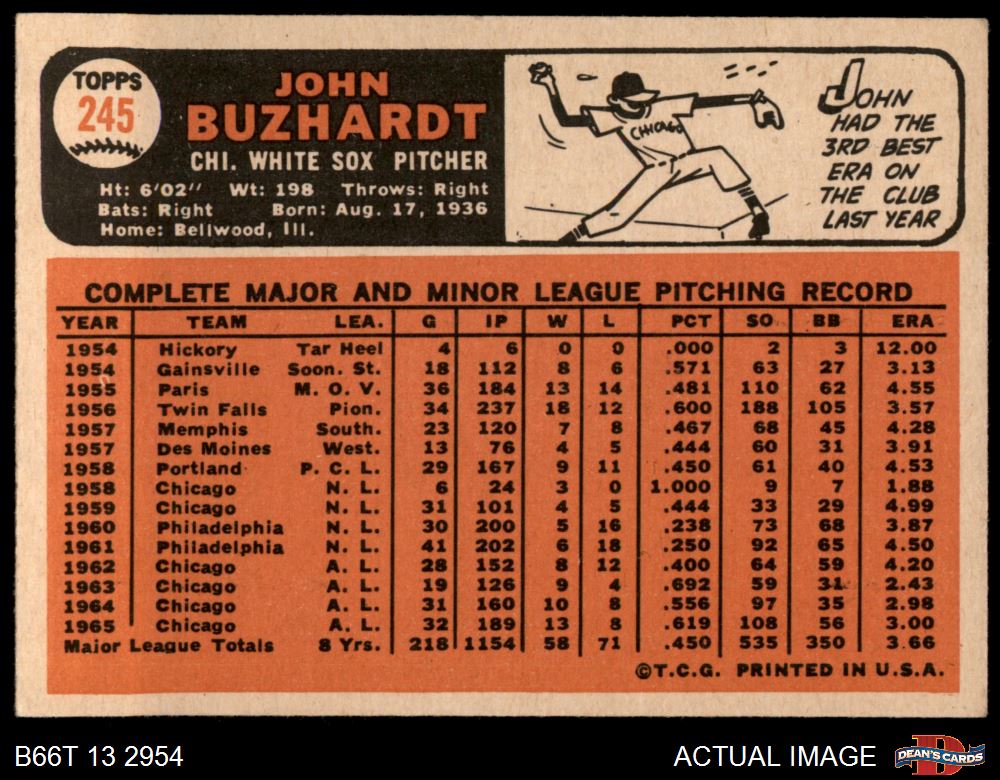 TOPPS
245
JOHN
BUZHARDT
CHI. WHITE SOX PITCHER
Ht: 6'02" Wt: 198 Throws: Right
Bats: Right Born: Aug. 17, 1936
Home: Bellwood, Ill.
CHICAGO
JOHN
HAD THE
3RD BEST
ERA ON
THE CLUB
LAST YEAR
COMPLETE MAJOR AND MINOR LEAGUE PITCHING RECORD
YEAR TEAM LEA. G IP W L PCT SO BB ERA
1954 Hickory Tar Heel 4 6 0 0 .000 2 3 12.00
1954 Gainsville Soon. St. 18 112 8 6 .571 63 27 3.13
1955 Paris M. O. V. 36 184 13 14 .481 110 62 4.55
1956 Twin Falls Pion. 34 237 18 12 .600 188 105 3.57
1957 Memphis South. 23 120 7 8 .467 68 45 4.28
1957 Des Moines West. 13 76 4 5 .444 60 31 3.91
1958 Portland P. C. L. 29 167 9 11 .450 61 40 4.53
1958 Chicago N. L. 6 24 3 0 1.000 9 7 1.88
1959 Chicago N. L. 31 101 4 5 .444 33 29 4.99
1960 Philadelphia N. L. 30 200 5 16 .238 73 68 3.87
1961 Philadelphia N. L. 41 202 6 18 .250 92 65 4.50
1962 Chicago A. L. 28 152 8 12 .400 64 59 4.20
1963 Chicago A. L. 19 126 9 4 .692 59 31 2.43
1964 Chicago A. L. 31 160 10 8 .556 97 35 2.98
1965 Chicago A. L. 32 189 13 8 .619 108 56 3.00
Major League Totals 8 Yrs. 218 1154 58 71 .450 535 350 3.66
©T.C.G. PRINTED IN U.S.A.
B66T 13 2954
ACTUAL IMAGE
D
DEAN'S CARDS